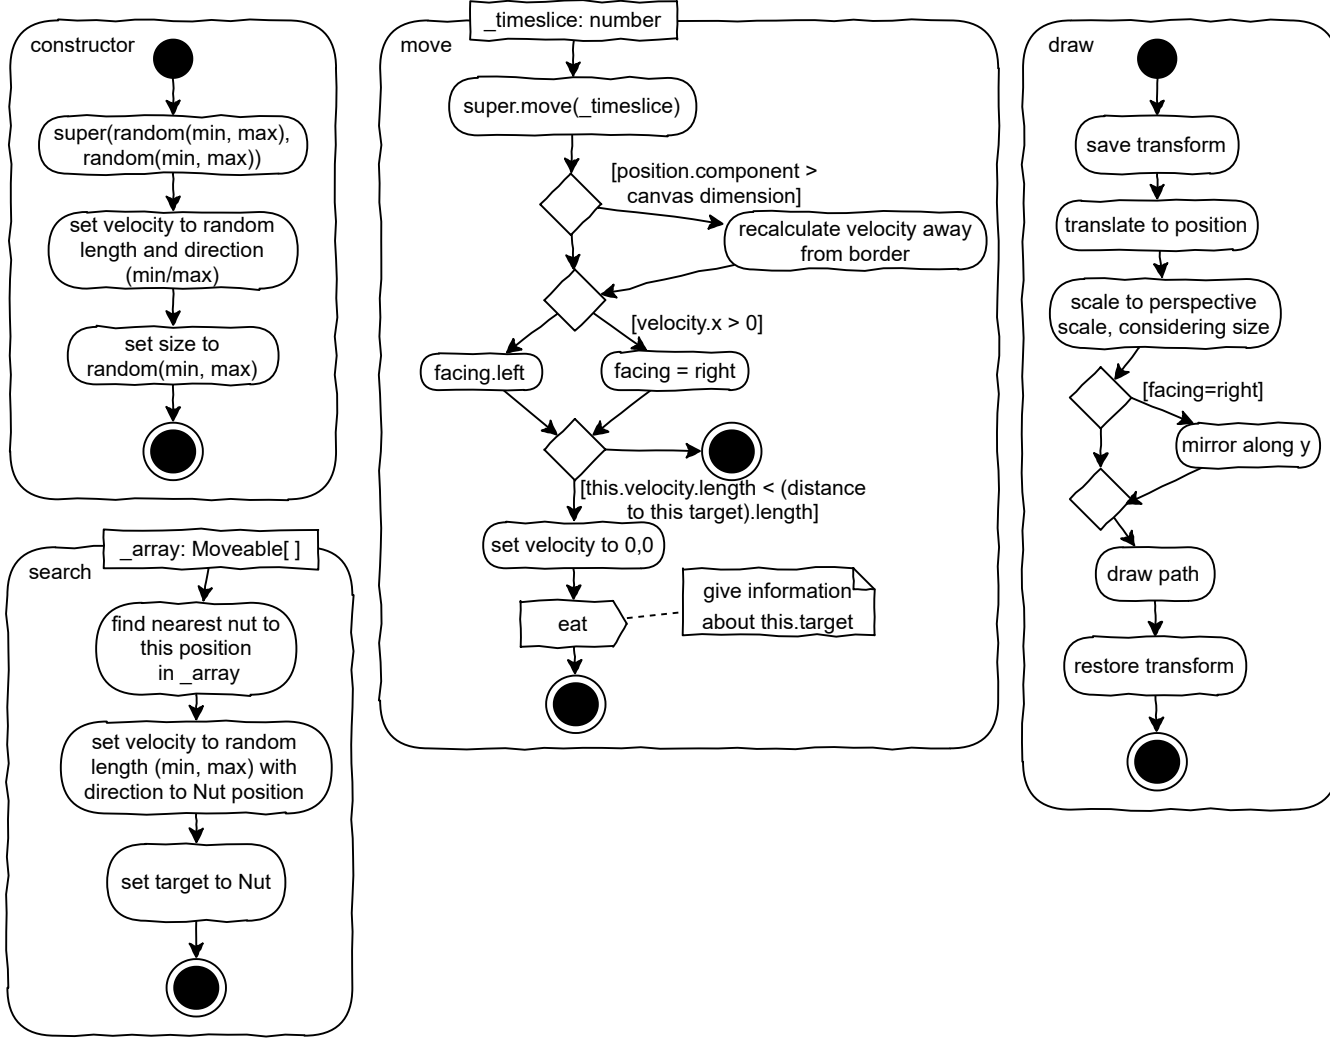 constructor
super(random(min, max),
random(min, max))
set velocity to random
length and direction
(min/max)
set size to
random(min, max)
_array: Moveable[ ]
search
find nearest nut to
this position
in _array
set velocity to random
length (min, max) with
direction to Nut position
set target to Nut
_timeslice: number
move
super.move(_timeslice)
[position.component >
canvas dimension]
recalculate velocity away
from border
[velocity.x > 0]
facing.left
facing = right
[this.velocity.length < (distance
to this target).length]
set velocity to 0,0
eat
give information
about this.target
draw
save transform
translate to position
scale to perspective
scale, considering size
[facing=right]
mirror along y
draw path
restore transform